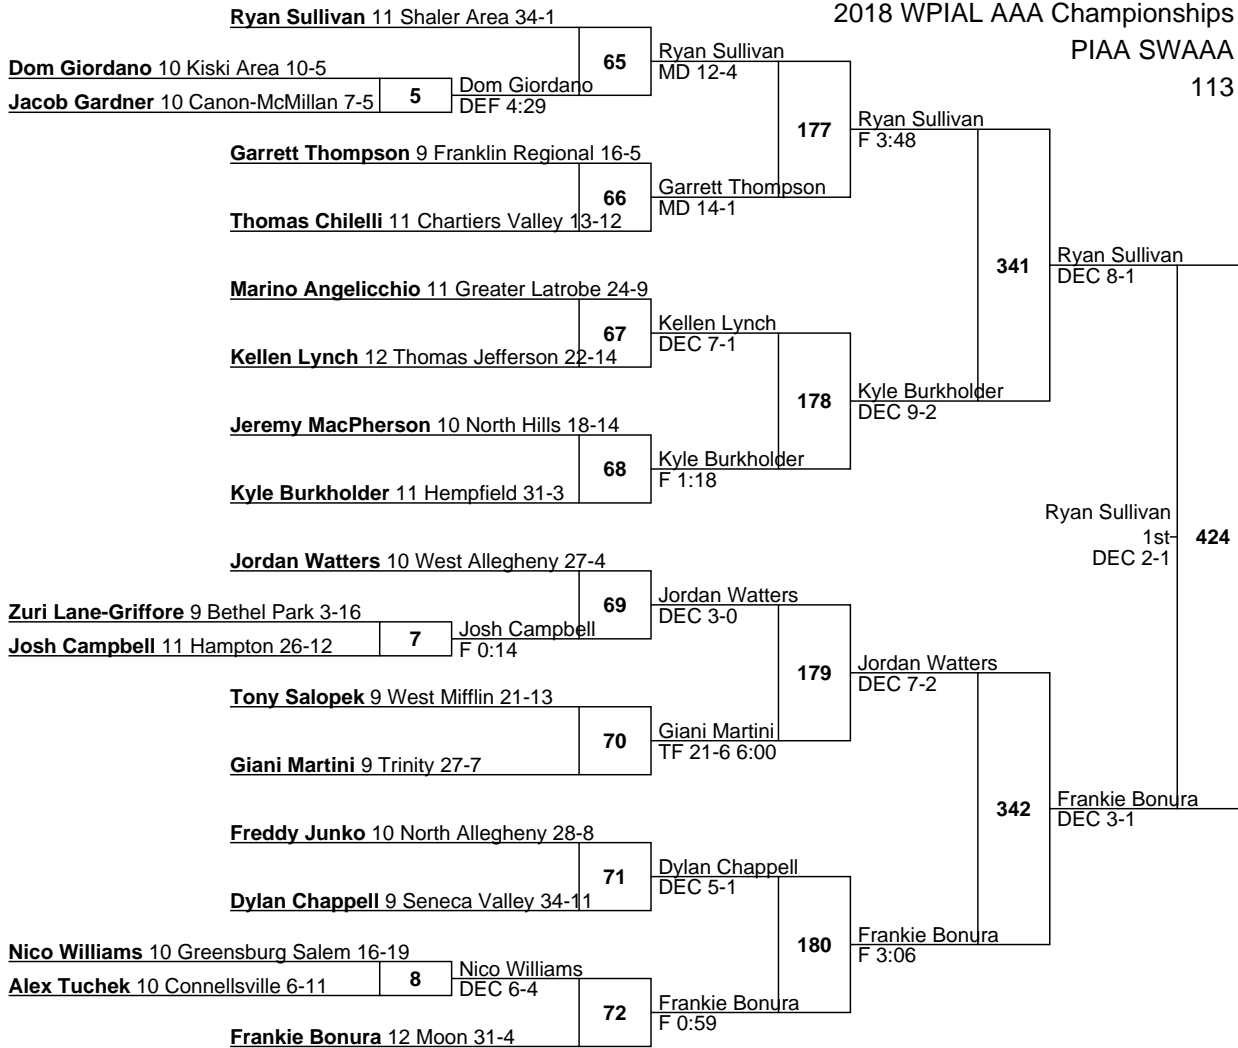 2018 WPIAL AAA Championships
PIAA SWAAA
113
Ryan Sullivan 11 Shaler Area 34-1
65
Ryan Sullivan
MD 12-4
Dom Giordano 10 Kiski Area 10-5
Jacob Gardner 10 Canon-McMillan 7-5
5
Dom Giordano
DEF 4:29
177
Ryan Sullivan
F 3:48
Garrett Thompson 9 Franklin Regional 16-5
66
Garrett Thompson
MD 14-1
Thomas Chilelli 11 Chartiers Valley 13-12
341
Ryan Sullivan
DEC 8-1
Marino Angelicchio 11 Greater Latrobe 24-9
67
Kellen Lynch
DEC 7-1
Kellen Lynch 12 Thomas Jefferson 22-14
178
Kyle Burkholder
DEC 9-2
Jeremy MacPherson 10 North Hills 18-14
68
Kyle Burkholder
F 1:18
Kyle Burkholder 11 Hempfield 31-3
Ryan Sullivan
1st
DEC 2-1
424
Jordan Watters 10 West Allegheny 27-4
69
Jordan Watters
DEC 3-0
Zuri Lane-Griffore 9 Bethel Park 3-16
Josh Campbell 11 Hampton 26-12
7
Josh Campbell
F 0:14
179
Jordan Watters
DEC 7-2
Tony Salopek 9 West Mifflin 21-13
70
Giani Martini
TF 21-6 6:00
Giani Martini 9 Trinity 27-7
342
Frankie Bonura
DEC 3-1
Freddy Junko 10 North Allegheny 28-8
71
Dylan Chappell
DEC 5-1
Dylan Chappell 9 Seneca Valley 34-11
180
Frankie Bonura
F 3:06
Nico Williams 10 Greensburg Salem 16-19
Alex Tuchek 10 Connellsville 6-11
8
Nico Williams
DEC 6-4
72
Frankie Bonura
F 0:59
Frankie Bonura 12 Moon 31-4